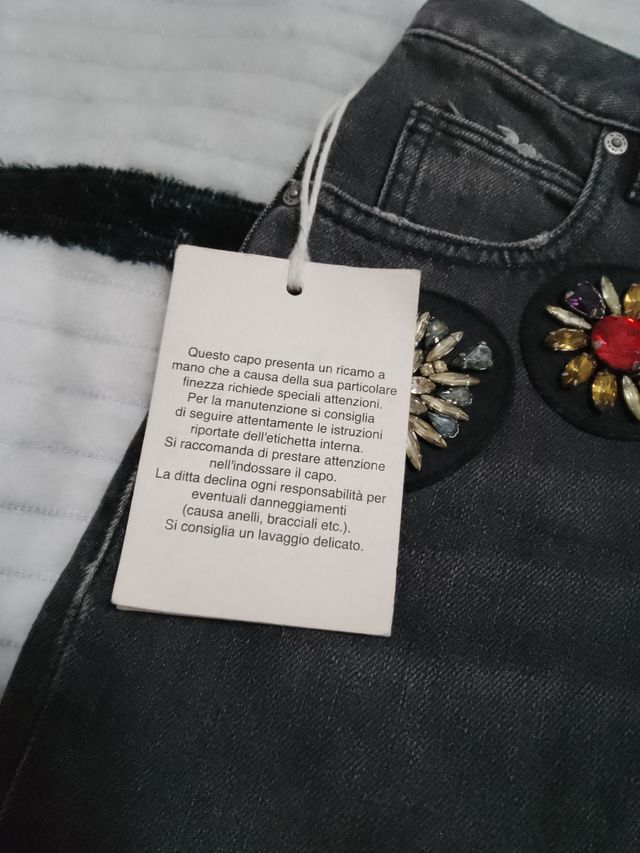 Questo capo presenta un ricamo a
mano che a causa della sua particolare
finezza richiede speciali attenzioni.
Per la manutenzione si consiglia
di seguire attentamente le istruzioni
riportate dell'etichetta interna.
Si raccomanda di prestare attenzione
nell'indossare il capo.
La ditta declina ogni responsabilità per
eventuali danneggiamenti
(causa anelli, bracciali etc.).
Si consiglia un lavaggio delicato.